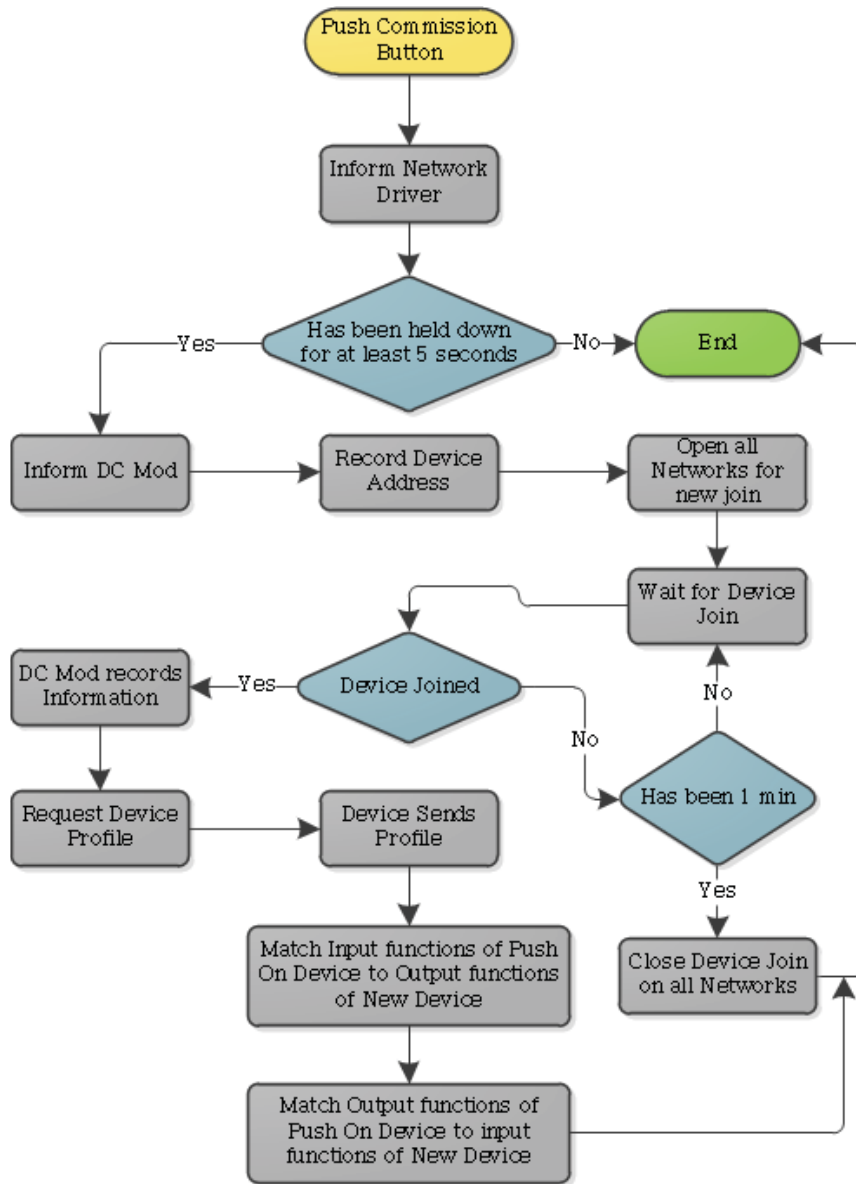 Push Commission
Button
Inform Network
Driver
Has been held down
for at least 5 seconds
Yes
No
End
Inform DC Mod
Record Device
Address
Open all
Networks for
new join
Wait for Device
Join
DC Mod records
Information
Yes
Device Joined
No
No
Has been 1 min
Request Device
Profile
Device Sends
Profile
Yes
Match Input functions of Push
On Device to Output functions
of New Device
Close Device Join
on all Networks
Match Output functions of
Push On Device to input
functions of New Device